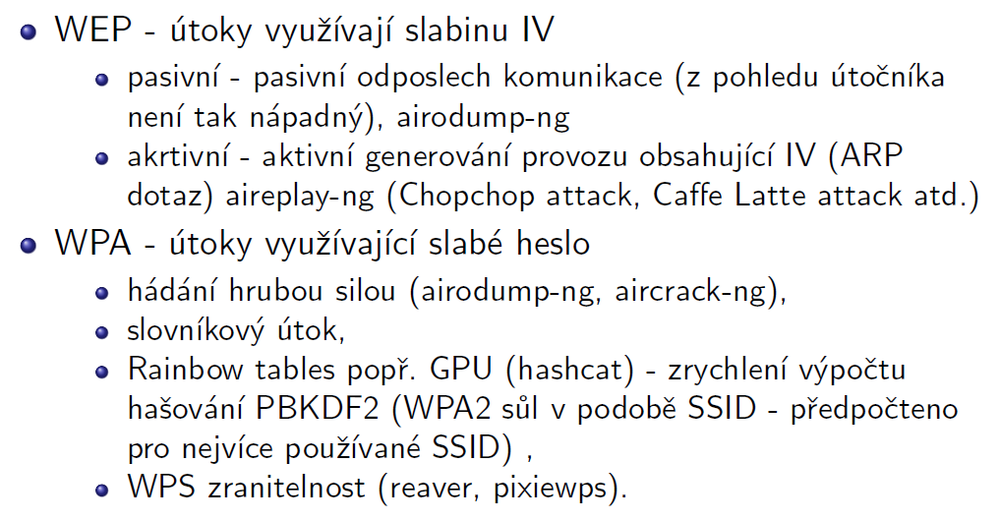 WEP - útoky využívají slabinu IV
pasivní - pasivní odposlech komunikace (z pohledu útočníka
není tak nápadný), airodump-ng
akrtivní - aktivní generování provozu obsahující IV (ARP
dotaz) aireplay-ng (Chopchop attack, Caffe Latte attack atd.)
WPA - útoky využívající slabé heslo
hádání hrubou silou (airodump-ng, aircrack-ng),
slovníkový útok,
Rainbow tables popř. GPU (hashcat) - zrychlení výpočtu
hašování PBKDF2 (WPA2 sůl v podobě SSID - předpočteno
pro nejvíce používané SSID) ,
WPS zranitelnost (reaver, pixiewps).